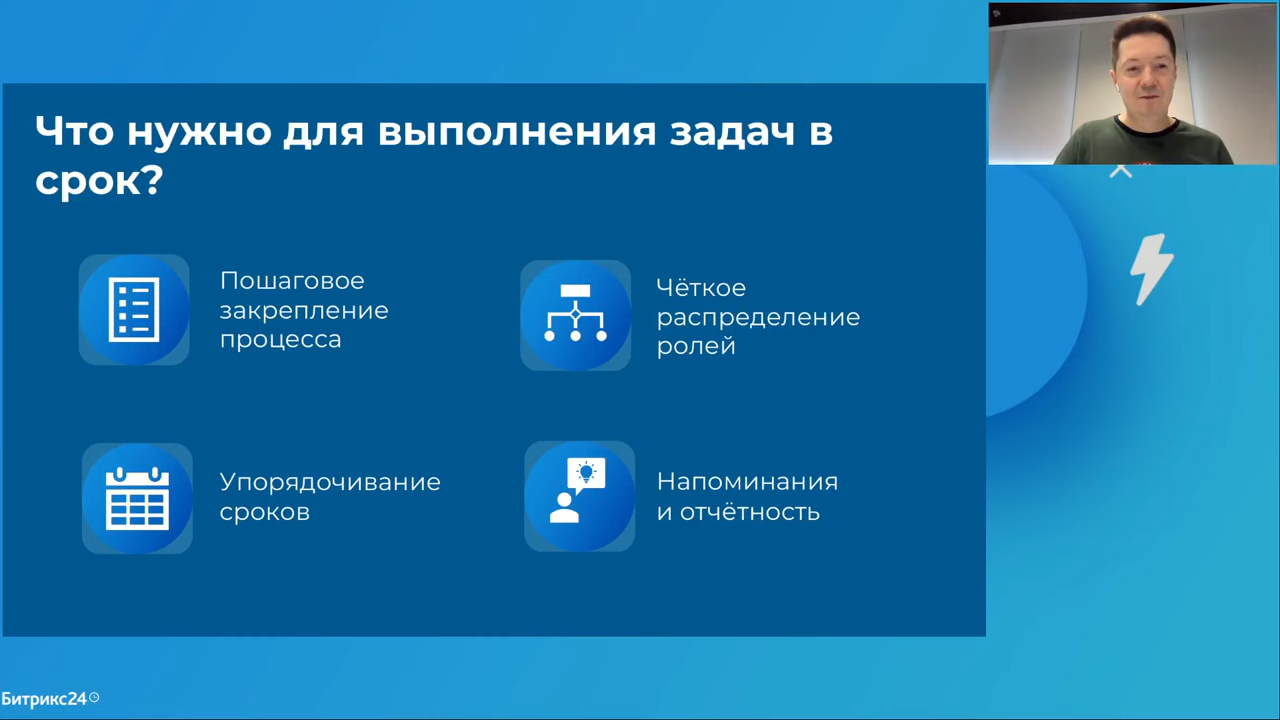 Что нужно для выполнения задач в
срок?
Пошаговое
закрепление
процесса
Чёткое
распределение
ролей
Упорядочивание
сроков
Напоминания
и отчётность
Битрикс24